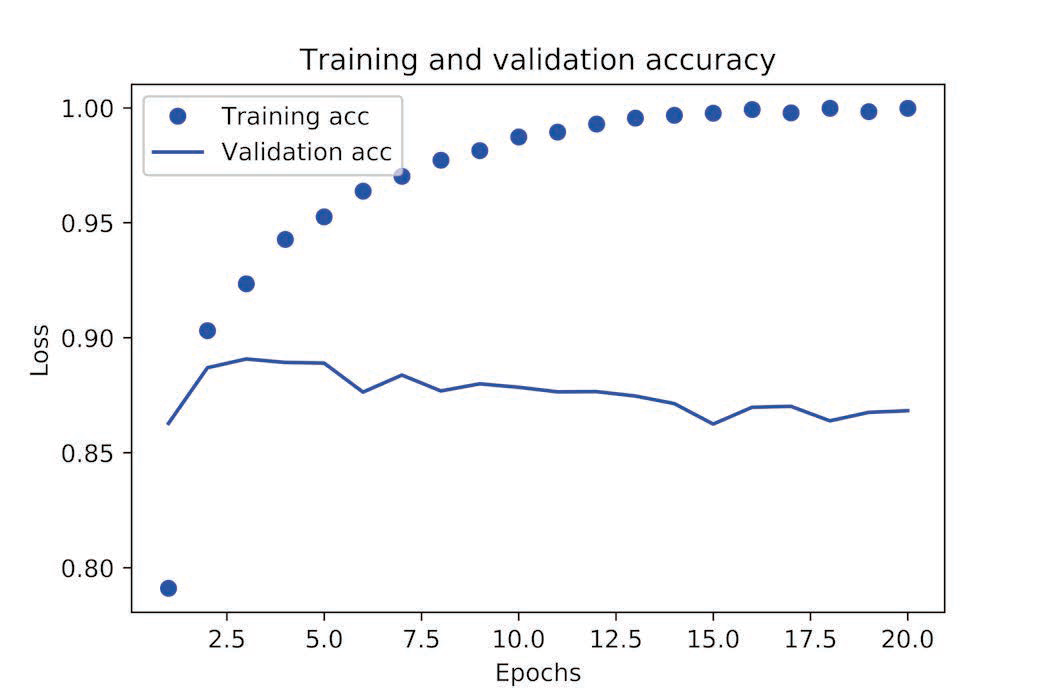 Training and validation accuracy
1.00
0.95
0.90
0.85
0.80
Loss
Training acc
Validation acc
2.5 5.0 7.5 10.0 12.5 15.0 17.5 20.0
Epochs